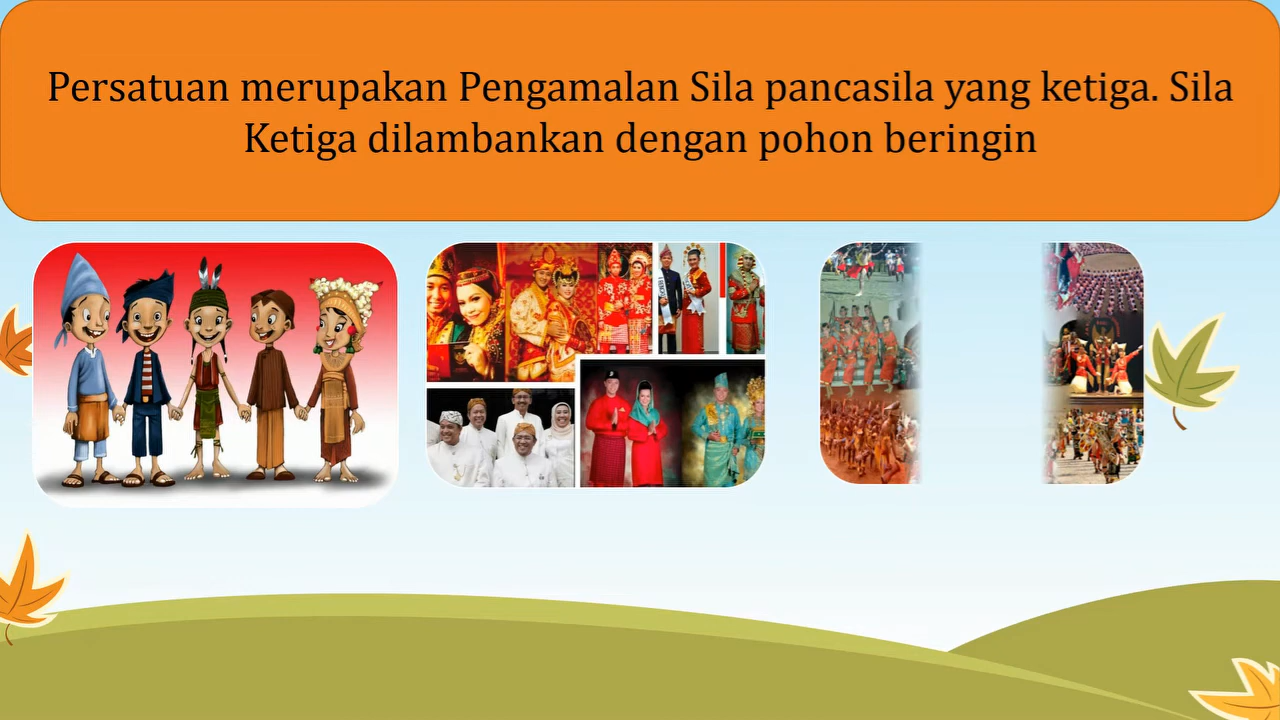 Persatuan merupakan Pengamalan Sila pancasila yang ketiga. Sila
Ketiga dilambankan dengan pohon beringin